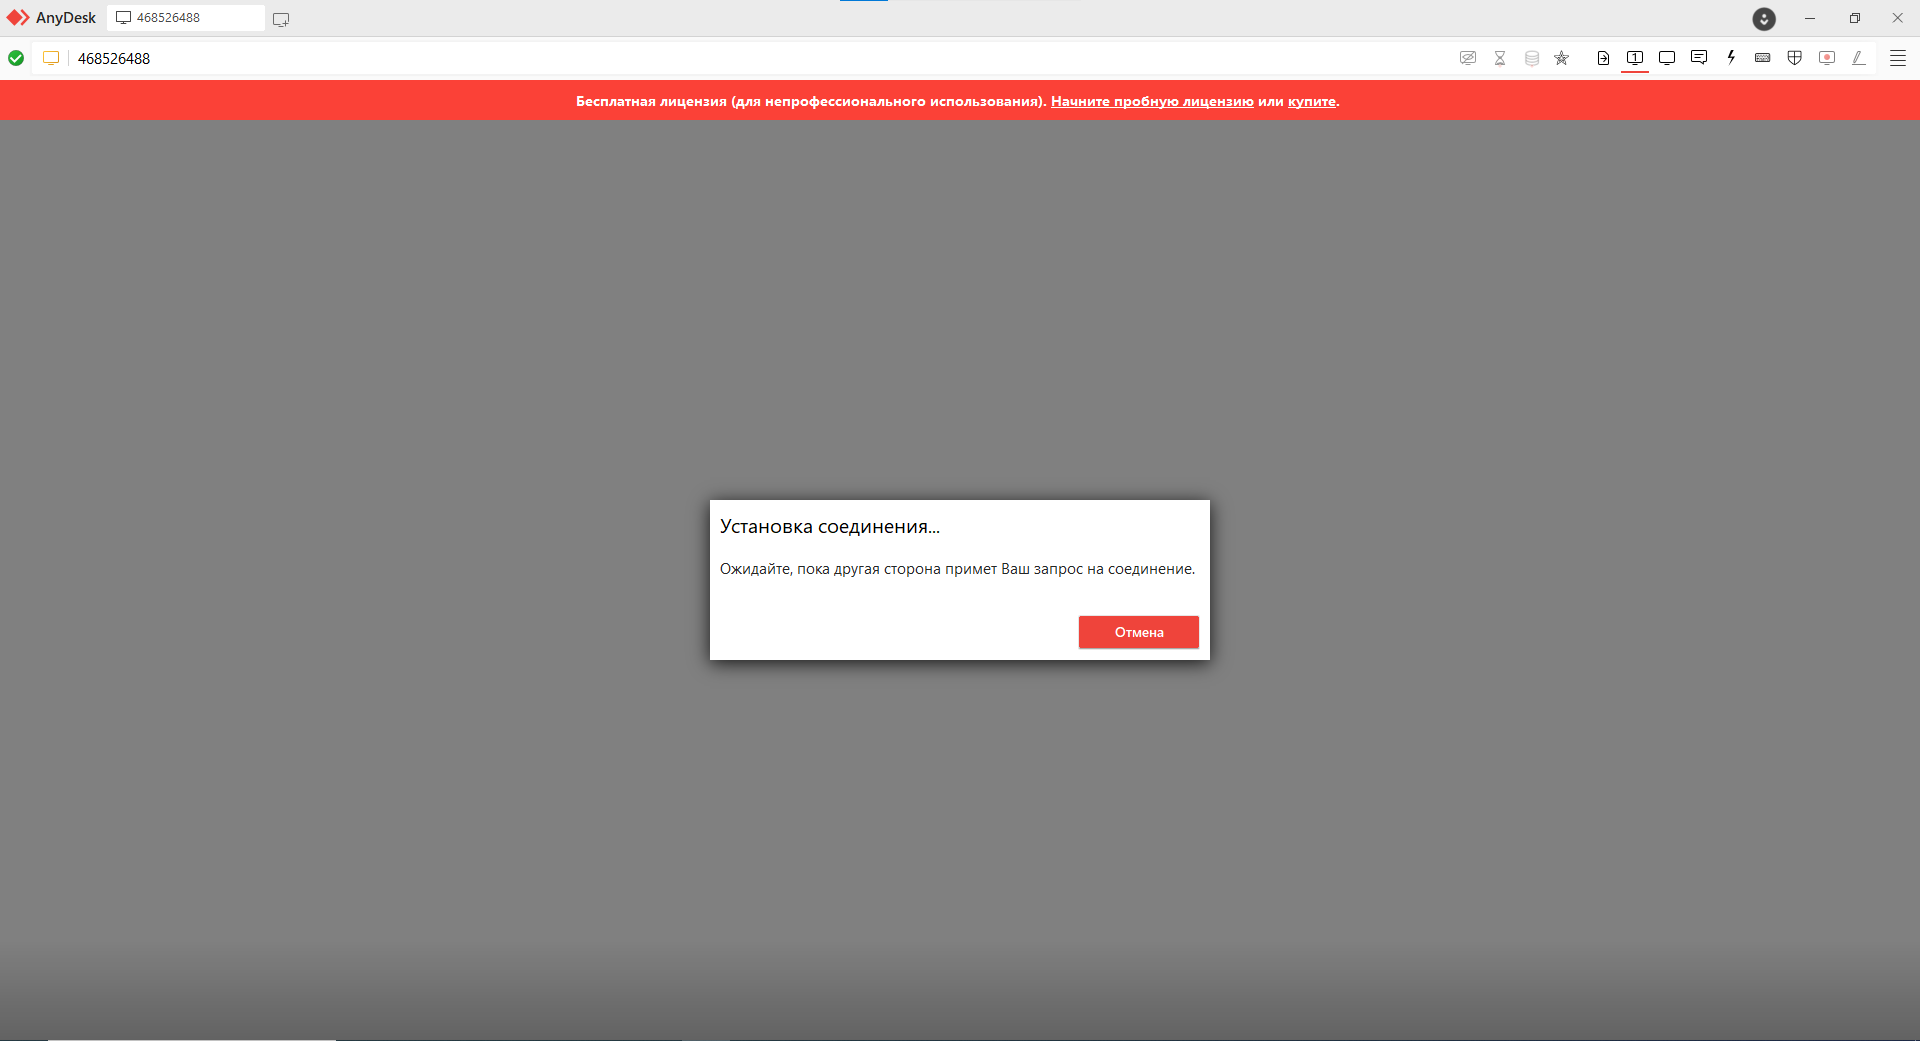 AnyDesk
468526488
468526488
1
Бесплатная лицензия (для непрофессионального использования). Начните пробную лицензию или купите.
Установка соединения...
Ожидайте, пока другая сторона примет Ваш запрос на соединение.
Отмена